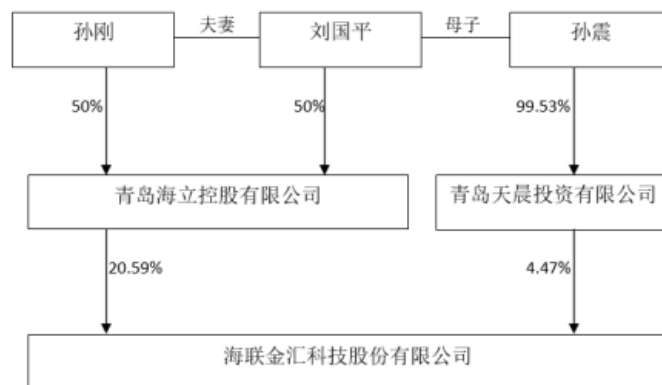 孙刚
夫妻
刘国平
母子
孙震
50%
50%
99.53%
青岛海立控股有限公司
青岛天晨投资有限公司
20.59%
4.47%
海联金汇科技股份有限公司